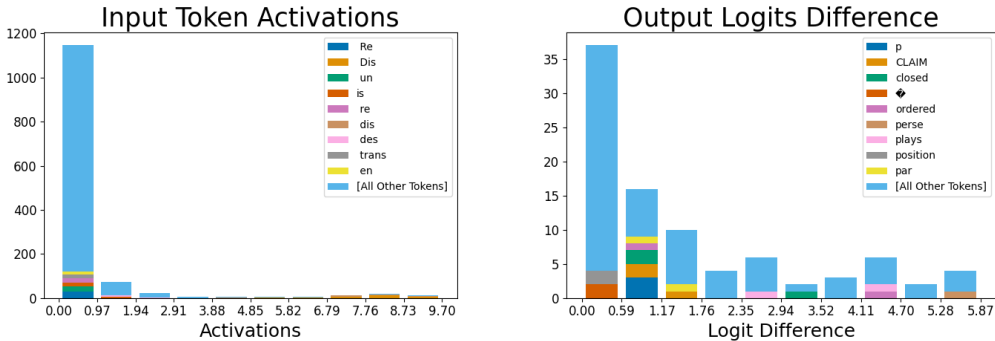 Input Token Activations
1200
1000
800
600
400
200
0
0.00 0.97 1.94 2.91 4.88 4.85 5.82 6.79 7.76 8.73 9.70
Activations
Re
Dis
un
is
re
dis
des
trans
en
[All Other Tokens]
Output Logits Difference
35
30
25
20
15
10
5
0
0.00 0.59 1.17 1.76 2.35 2.94 3.52 4.11 4.70 5.28 5.87
Logit Difference
p
CLAIM
closed
�
ordered
perse
plays
position
par
[All Other Tokens]